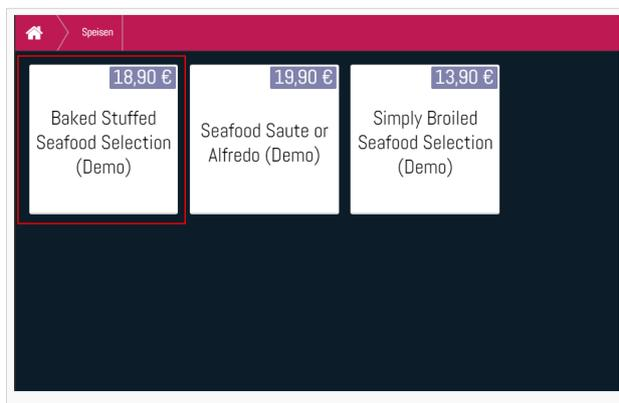 Speisen
18,90 €
Baked Stuffed
Seafood Selection
(Demo)
19,90 €
Seafood Saute or
Alfredo (Demo)
13,90 €
Simply Broiled
Seafood Selection
(Demo)